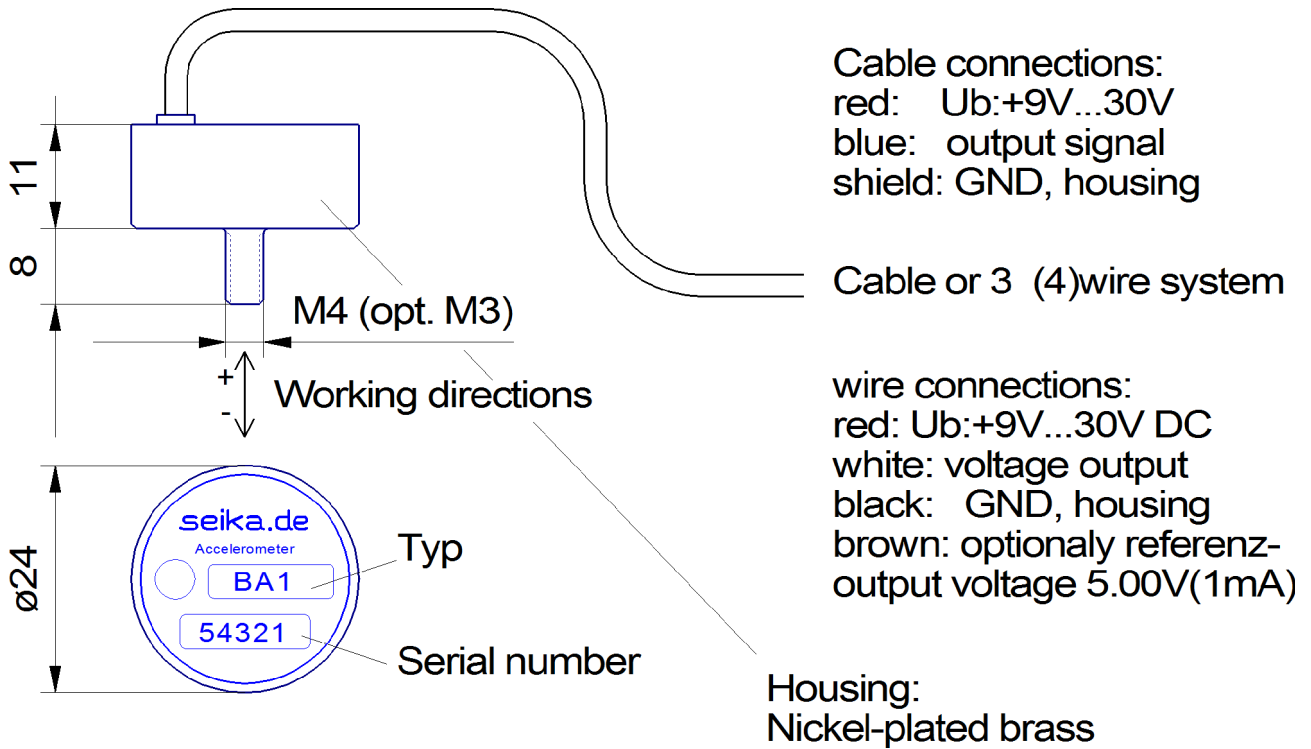 Cable connections:
red: Ub:+9V...30V
blue: output signal
shield: GND, housing
11
8
Cable or 3 (4)wire system
M4 (opt. M3)
+
-
Working directions
wire connections:
red: Ub:+9V...30V DC
white: voltage output
black: GND, housing
brown: optionaly referenz-
output voltage 5.00V(1mA)
ø24
seika.de
Accelerometer
BA1
54321
Typ
Serial number
Housing:
Nickel-plated brass